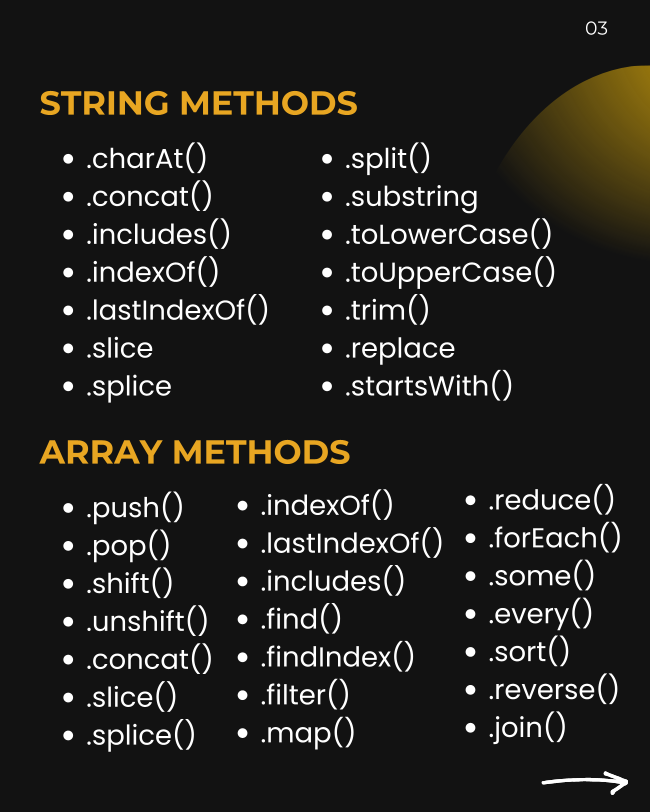 03
STRING METHODS
.charAt()
.concat()
.includes()
.indexOf()
.lastIndexOf()
.slice
.splice
.split()
.substring
.toLowerCase()
.toUpperCase()
.trim()
.replace
.startsWith()
ARRAY METHODS
.push()
.pop()
.shift()
.unshift()
.concat()
.slice()
.splice()
.indexOf()
.lastIndexOf()
.includes()
.find()
.findIndex()
.filter()
.map()
.reduce()
.forEach()
.some()
.every()
.sort()
.reverse()
.join()